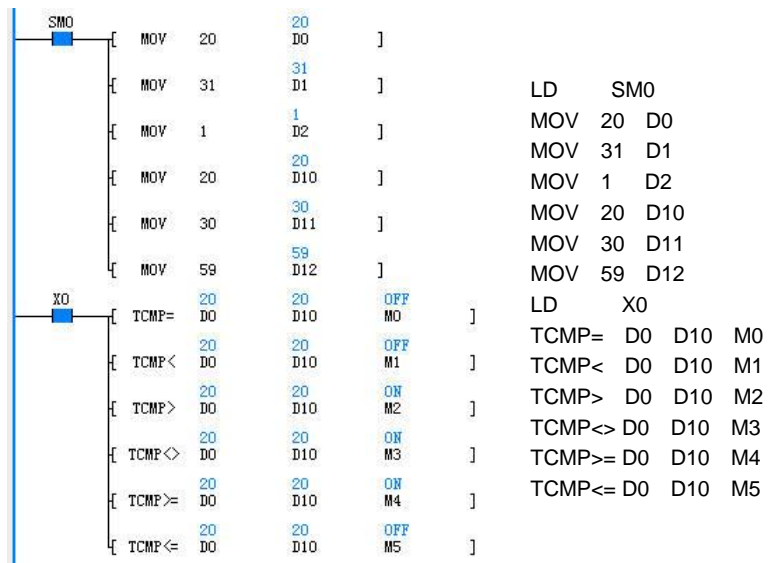 SM0
20
[ MOV 20 D0 ]
31
[ MOV 31 D1 ]
1
[ MOV 1 D2 ]
20
[ MOV 20 D10 ]
30
[ MOV 30 D11 ]
59
[ MOV 59 D12 ]
X0
20 20 OFF
[ TCMP= D0 D10 M0 ]
20 20 OFF
[ TCMP< D0 D10 M1 ]
20 20 ON
[ TCMP> D0 D10 M2 ]
20 20 ON
[ TCMP<> D0 D10 M3 ]
20 20 ON
[ TCMP>= D0 D10 M4 ]
20 20 OFF
[ TCMP<= D0 D10 M5 ]
LD SM0
MOV 20 D0
MOV 31 D1
MOV 1 D2
MOV 20 D10
MOV 30 D11
MOV 59 D12
LD X0
TCMP= D0 D10 M0
TCMP< D0 D10 M1
TCMP> D0 D10 M2
TCMP<> D0 D10 M3
TCMP>= D0 D10 M4
TCMP<= D0 D10 M5